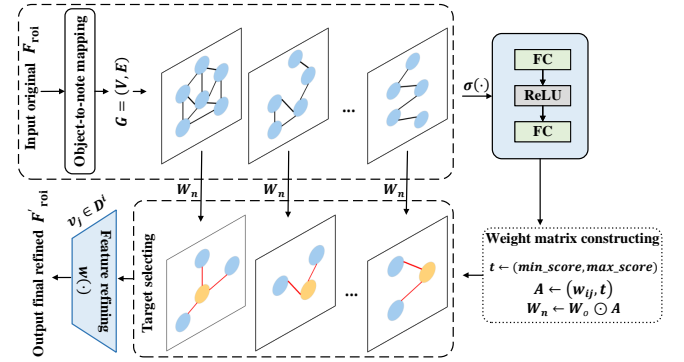 Input original F_roi
Object-to-note mapping
G = (V, E)
...
σ(·)
FC
ReLU
FC
W_n
W_n
W_n
Weight matrix constructing
t ← (min_score, max_score)
A ← (w_ij, t)
W_n ← W_o ⊙ A
Target selecting
...
v_j ∈ D^i
Feature refining
w(·)
Output final refined F'_roi